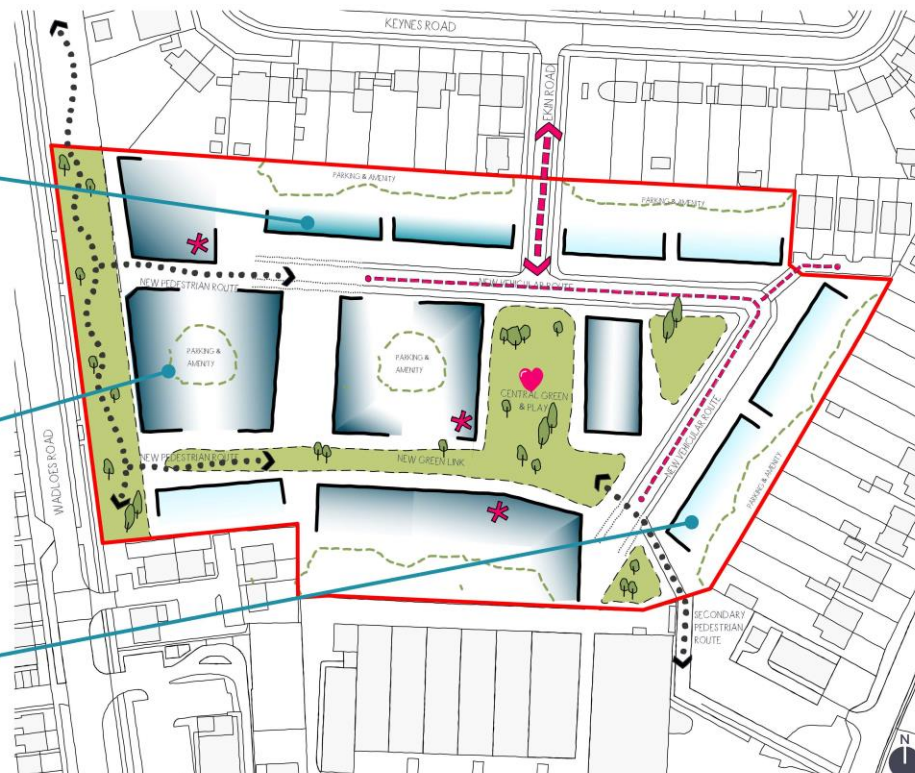 KEYNES ROAD
EKIN ROAD
PARKING & AMENITY
PARKING & AMENITY
NEW PEDESTRIAN ROUTE
NEW VEHICULAR ROUTE
PARKING &
AMENITY
PARKING &
AMENITY
CENTRAL GREEN
& PLAY
NEW VEHICULAR ROUTE
WADLOES ROAD
NEW PEDESTRIAN ROUTE
NEW GREEN LINK
PARKING & AMENITY
SECONDARY
PEDESTRIAN
ROUTE
N